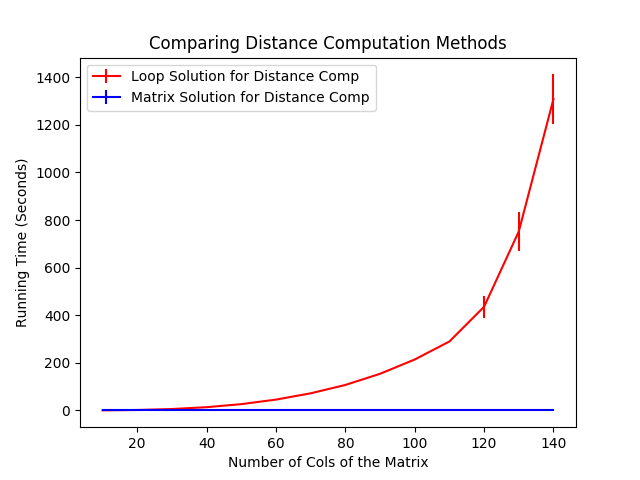 Comparing Distance Computation Methods
Loop Solution for Distance Comp
Matrix Solution for Distance Comp
Running Time (Seconds)
1400
1200
1000
800
600
400
200
0
20 40 60 80 100 120 140
Number of Cols of the Matrix